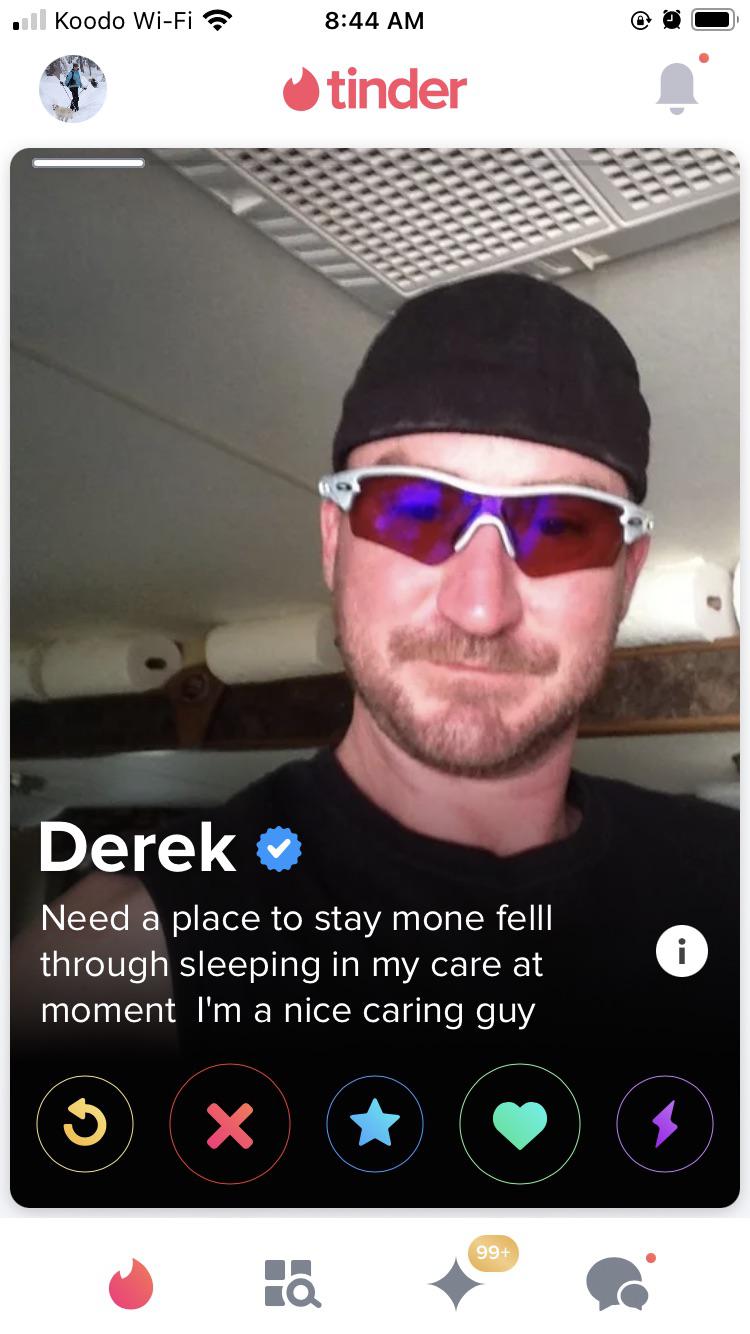 Koodo Wi-Fi 8:44 AM
tinder
Derek
Need a place to stay mone felll
through sleeping in my care at
moment I'm a nice caring guy
i
99+